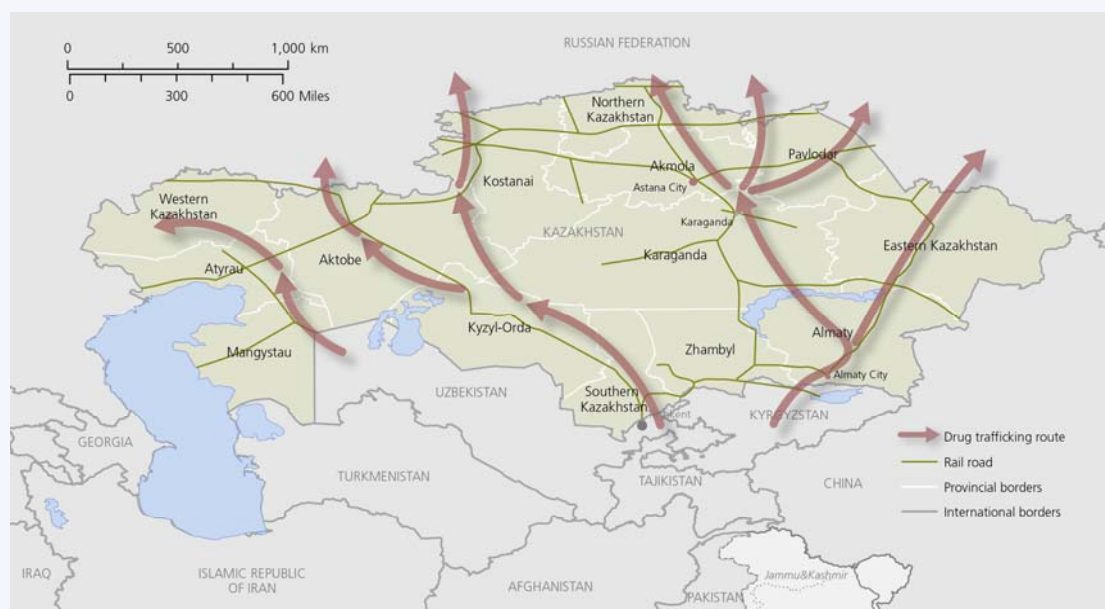 RUSSIAN FEDERATION
0 500 1,000 km
0 300 600 Miles
Northern
Kazakhstan
Pavlodar
Akmola
Astana City
Kostanai
Western
Kazakhstan
Karaganda
KAZAKHSTAN
Eastern Kazakhstan
Karaganda
Aktobe
Atyrau
Kyzyl-Orda
Almaty
Zhambyl
Mangystau
Almaty City
UZBEKISTAN
Southern
Kazakhstan
KYRGYZSTAN
GEORGIA
Drug trafficking route
Rail road
Provincial borders
International borders
TURKMENISTAN
TAJIKISTAN
CHINA
IRAQ
ISLAMIC REPUBLIC
OF IRAN
AFGHANISTAN
PAKISTAN
Jammu&Kashmir